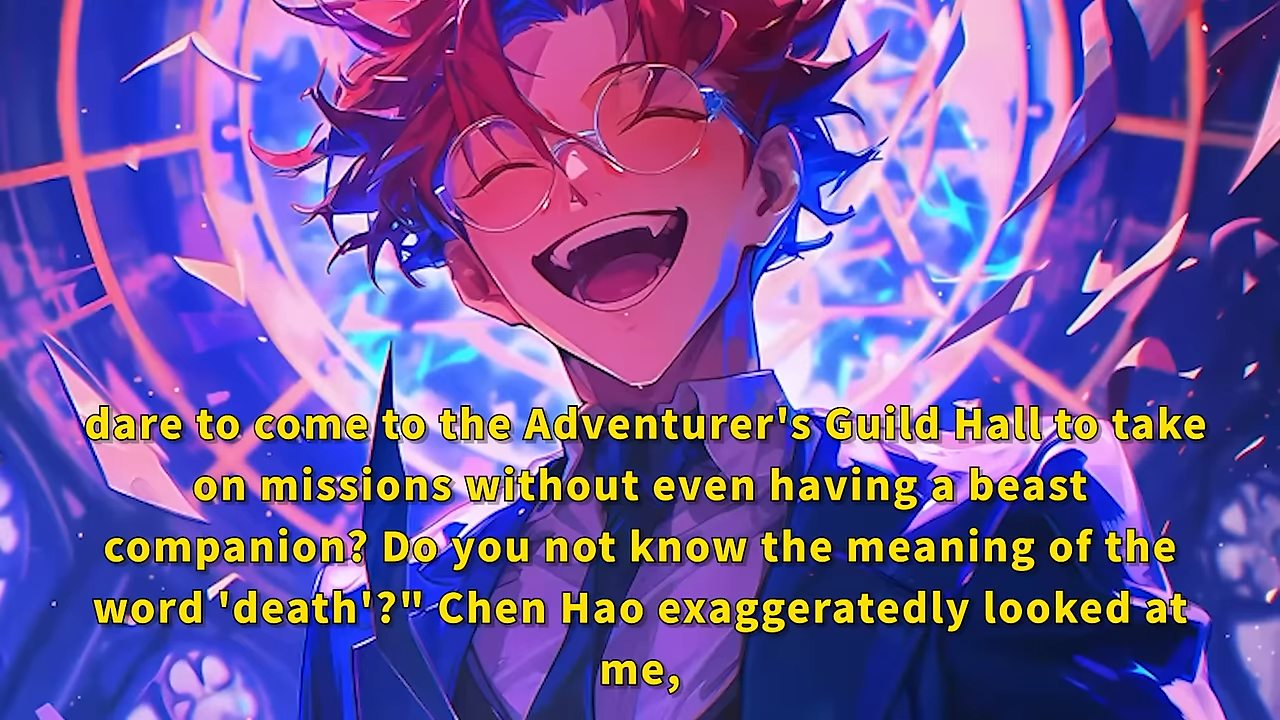 dare to come to the Adventurer's Guild Hall to take
on missions without even having a beast
companion? Do you not know the meaning of the
word 'death'?" Chen Hao exaggeratedly looked at
me,